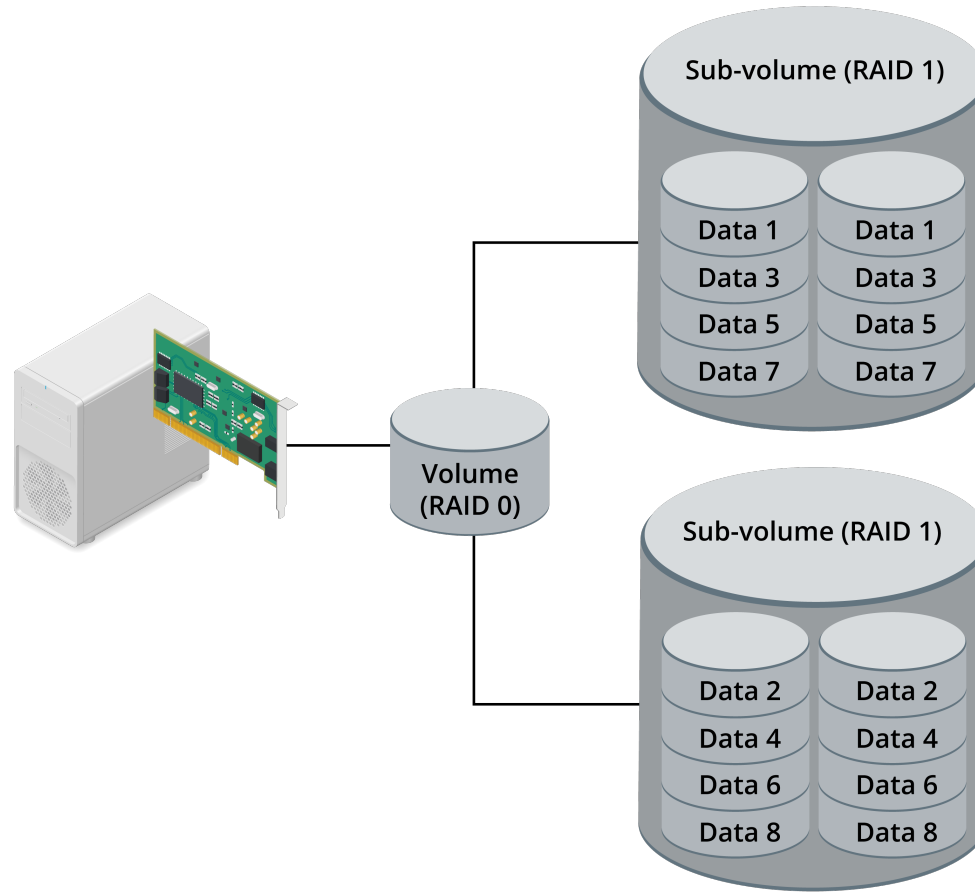 Sub-volume (RAID 1)
Data 1
Data 1
Data 3
Data 3
Data 5
Data 5
Data 7
Data 7
Volume
(RAID 0)
Sub-volume (RAID 1)
Data 2
Data 2
Data 4
Data 4
Data 6
Data 6
Data 8
Data 8